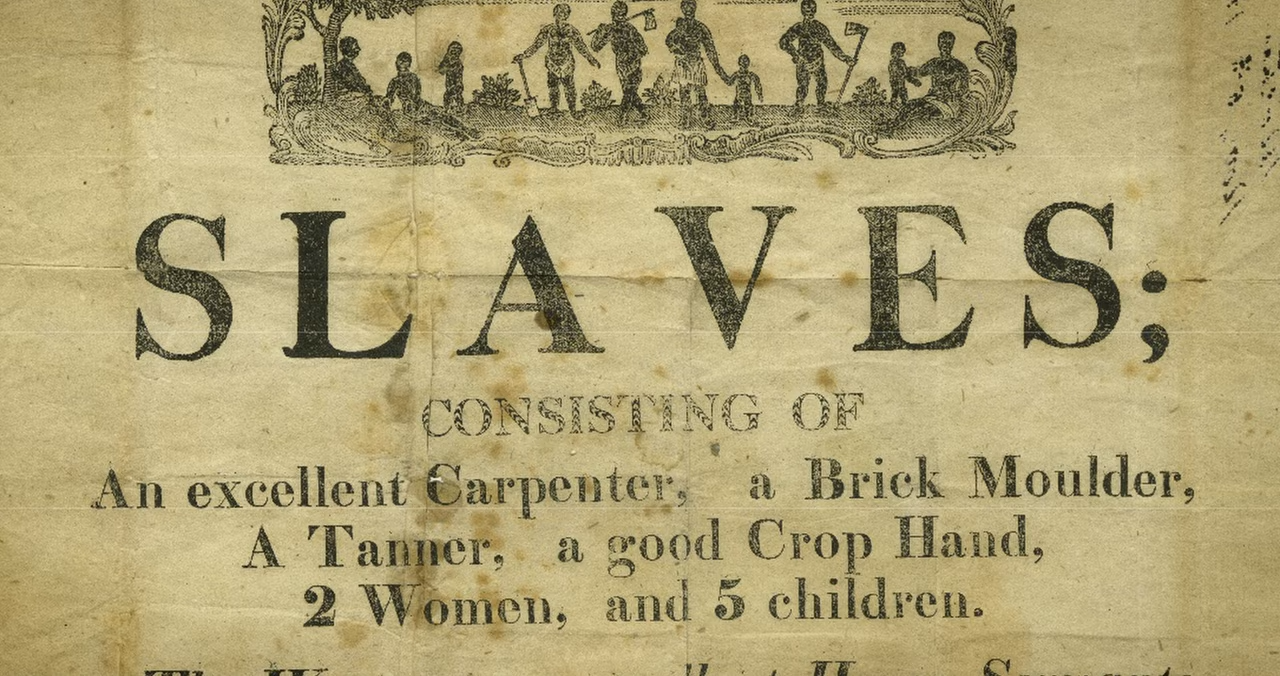 SLAVES;
CONSISTING OF
An excellent Carpenter, a Brick Moulder,
A Tanner, a good Crop Hand,
2 Women, and 5 children.